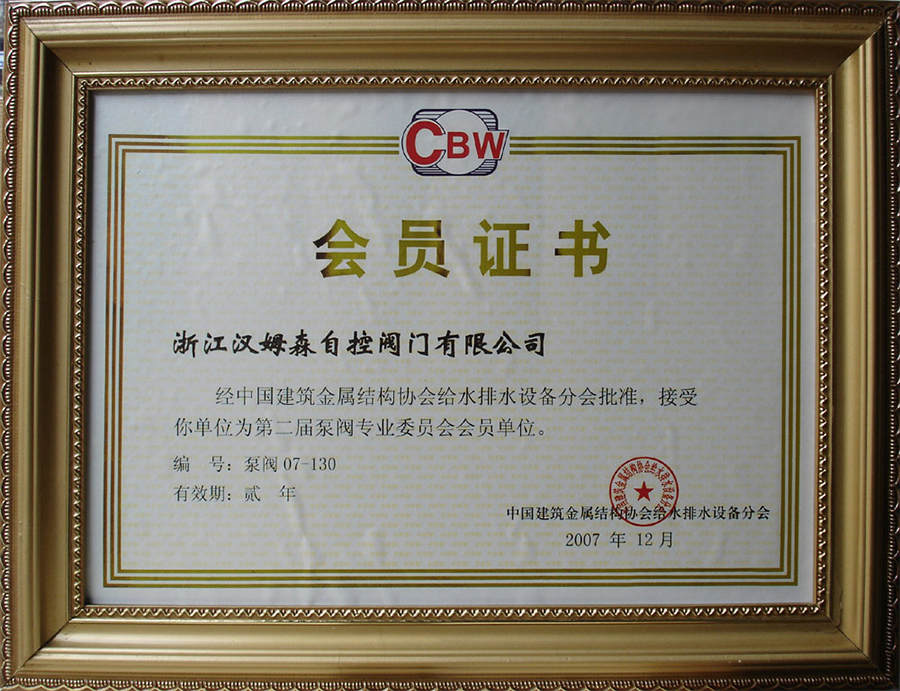 CBW
会员证书
浙江汉姆森自控阀门有限公司
经中国建筑金属结构协会给水排水设备分会批准，接受
你单位为第二届泵阀专业委员会会员单位。
编 号：泵阀 07-130
有效期：贰 年
中国建筑金属结构协会给水排水设备分会
2007 年 12 月